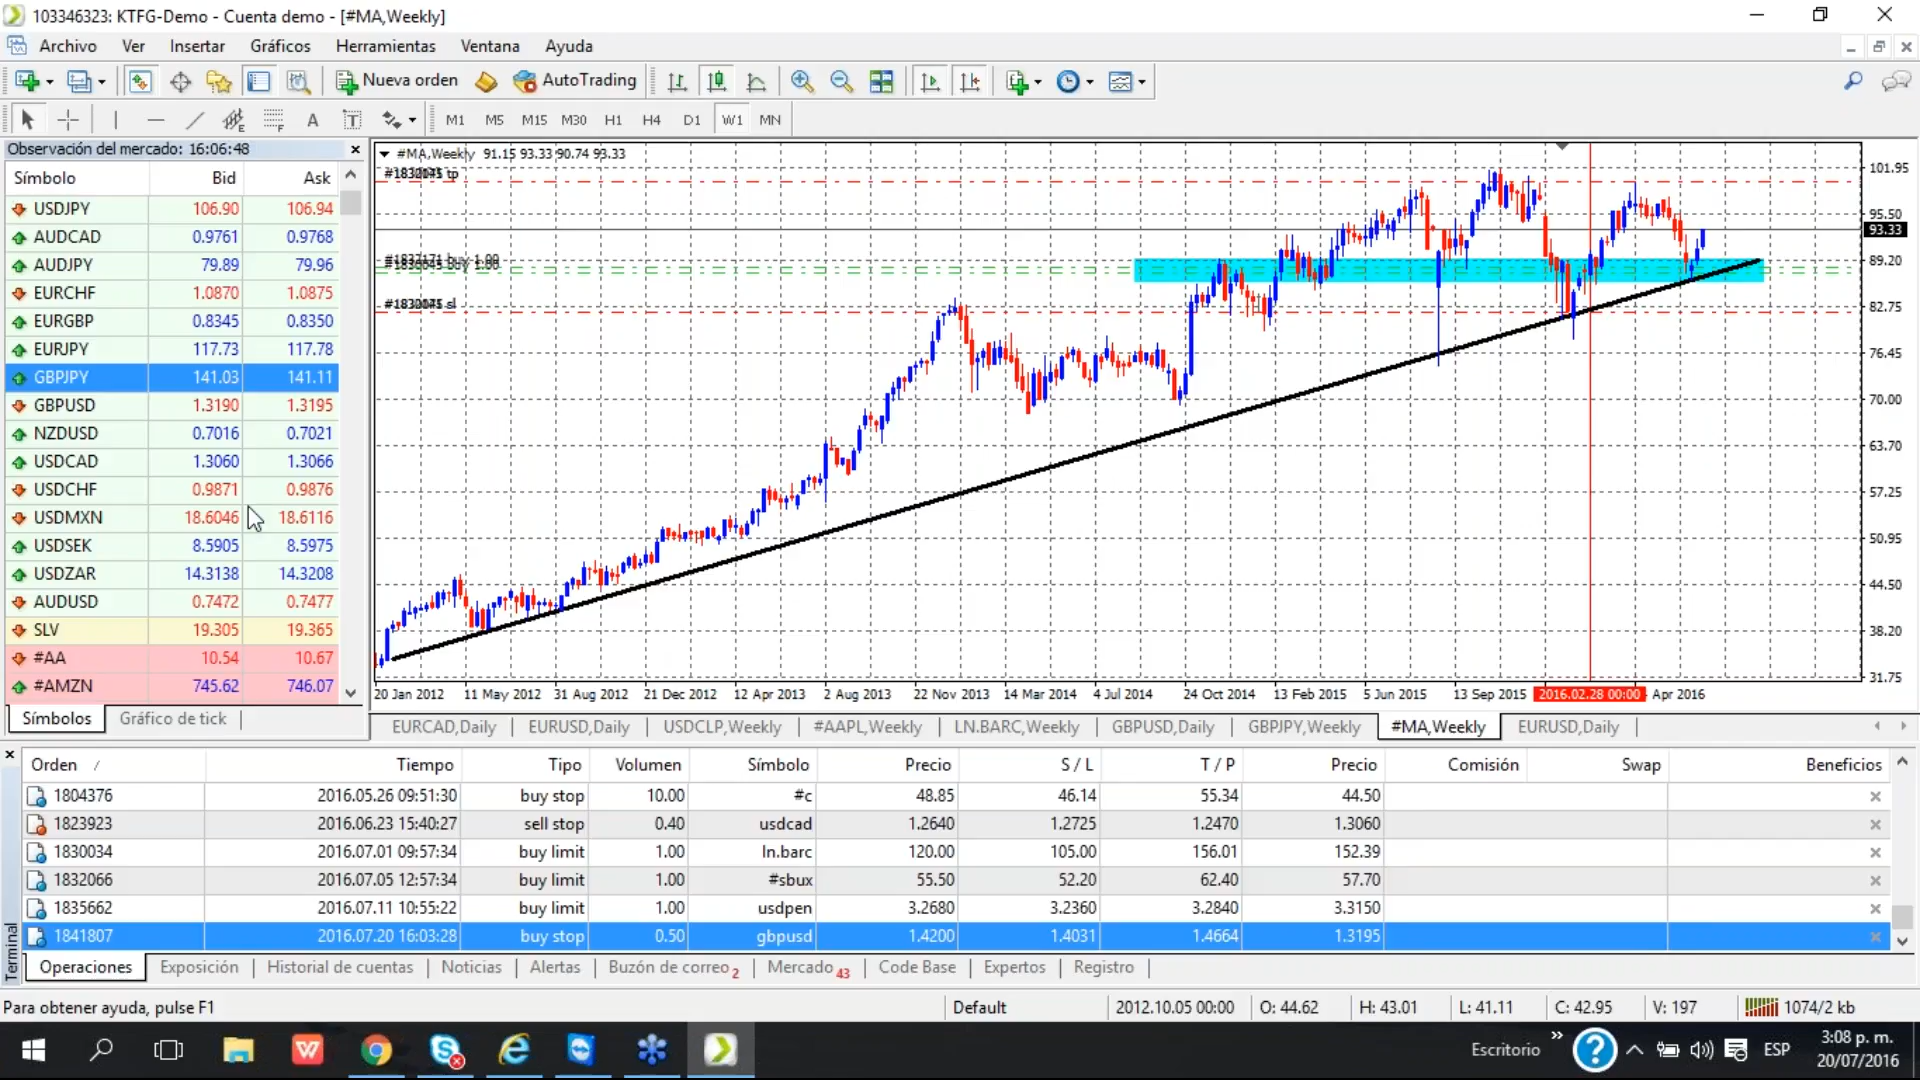 103346323: KTFG-Demo - Cuenta demo - [#MA,Weekly]
Archivo Ver Insertar Gráficos Herramientas Ventana Ayuda
Nueva orden AutoTrading
A T M1 M5 M15 M30 H1 H4 D1 W1 MN
Observación del mercado: 16:06:48
Símbolo Bid Ask
USDJPY 106.90 106.94
AUDCAD 0.9761 0.9768
AUDJPY 79.89 79.96
EURCHF 1.0870 1.0875
EURGBP 0.8345 0.8350
EURJPY 117.73 117.78
GBPJPY 141.03 141.11
GBPUSD 1.3190 1.3195
NZDUSD 0.7016 0.7021
USDCAD 1.3060 1.3066
USDCHF 0.9871 0.9876
USDMXN 18.6046 18.6116
USDSEK 8.5905 8.5975
USDZAR 14.3138 14.3208
AUDUSD 0.7472 0.7477
SLV 19.305 19.365
#AA 10.54 10.67
#AMZN 745.62 746.07
Símbolos Gráfico de tick
#MA,Weekly 91.15 93.33 90.74 93.33
101.95
95.50
93.33
89.20
82.75
76.45
70.00
63.70
57.25
50.95
44.50
38.20
31.75
20 Jan 2012 11 May 2012 31 Aug 2012 21 Dec 2012 12 Apr 2013 2 Aug 2013 22 Nov 2013 14 Mar 2014 4 Jul 2014 24 Oct 2014 13 Feb 2015 5 Jun 2015 13 Sep 2015 2016.02.28 00:00 Apr 2016
EURCAD,Daily EURUSD,Daily USDCLP,Weekly #AAPL,Weekly LN.BARC,Weekly GBPUSD,Daily GBPJPY,Weekly #MA,Weekly EURUSD,Daily
Orden / Tiempo Tipo Volumen Símbolo Precio S / L T / P Precio Comisión Swap Beneficios
1804376 2016.05.26 09:51:30 buy stop 10.00 #c 48.85 46.14 55.34 44.50
1823923 2016.06.23 15:40:27 sell stop 0.40 usdcad 1.2640 1.2725 1.2470 1.3060
1830034 2016.07.01 09:57:34 buy limit 1.00 ln.barc 120.00 105.00 156.01 152.39
1832066 2016.07.05 12:57:34 buy limit 1.00 #sbux 55.50 52.20 62.40 57.70
1835662 2016.07.11 10:55:22 buy limit 1.00 usdpen 3.2680 3.2360 3.2840 3.3150
1841807 2016.07.20 16:03:28 buy stop 0.50 gbpusd 1.4200 1.4031 1.4664 1.3195
Terminal
Operaciones Exposición Historial de cuentas Noticias Alertas Buzón de correo 2 Mercado 43 Code Base Expertos Registro
Para obtener ayuda, pulse F1 Default 2012.10.05 00:00 O: 44.62 H: 43.01 L: 41.11 C: 42.95 V: 197 1074/2 kb
Escritorio ESP 3:08 p. m.
20/07/2016